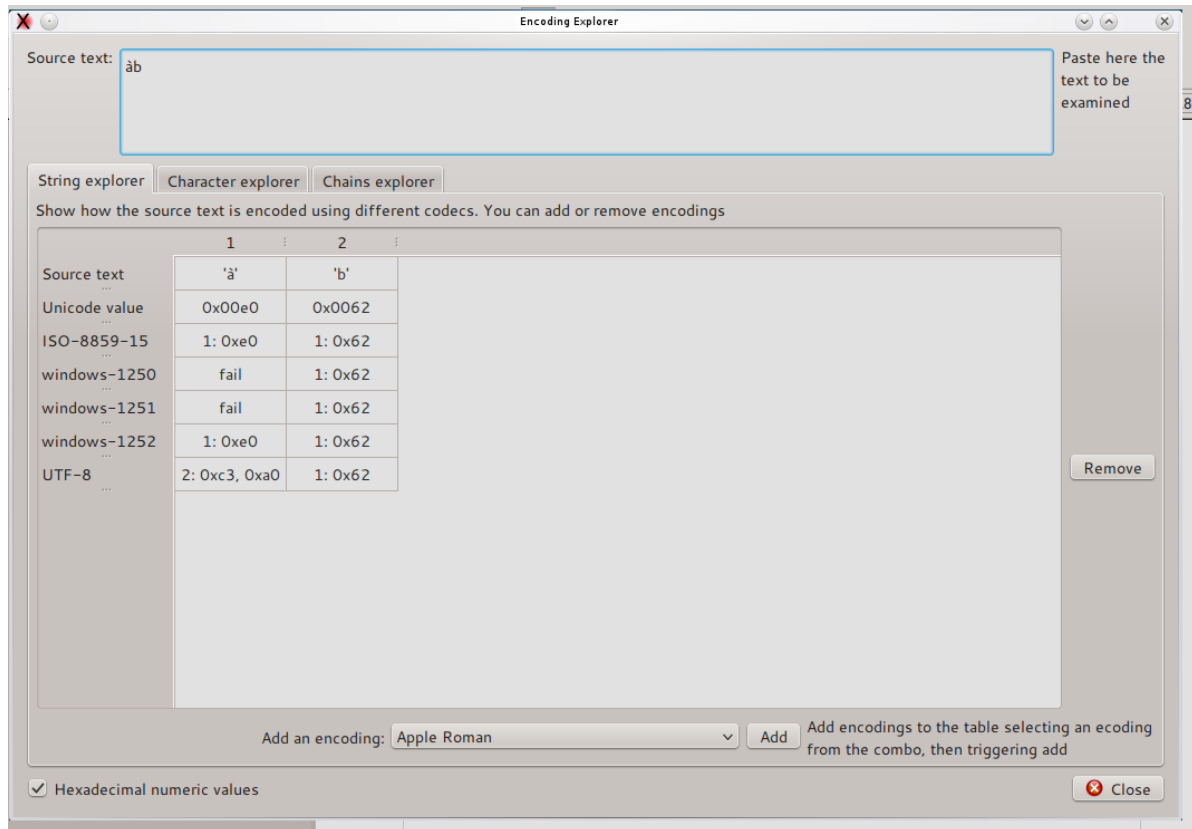 Encoding Explorer
Source text:
àb
Paste here the
text to be
examined
8
String explorer
Character explorer
Chains explorer
Show how the source text is encoded using different codecs. You can add or remove encodings
1 2
Source text 'à' 'b'
Unicode value 0x00e0 0x0062
ISO-8859-15 1: 0xe0 1: 0x62
windows-1250 fail 1: 0x62
windows-1251 fail 1: 0x62
windows-1252 1: 0xe0 1: 0x62
UTF-8 2: 0xc3, 0xa0 1: 0x62
Remove
Add an encoding: Apple Roman Add
Add encodings to the table selecting an ecoding
from the combo, then triggering add
Hexadecimal numeric values
Close